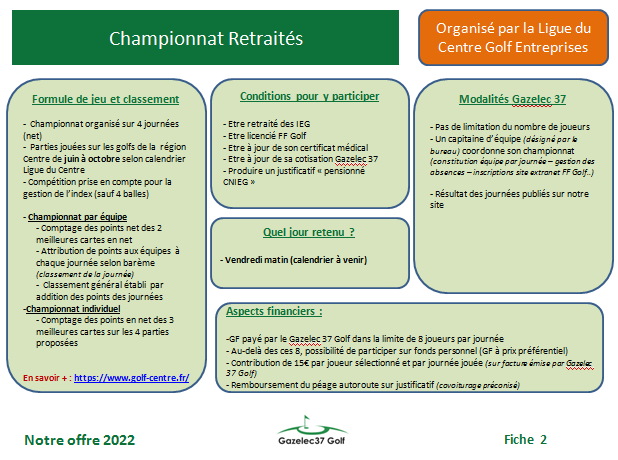 Championnat Retraités
Organisé par la Ligue du
Centre Golf Entreprises
Formule de jeu et classement
- Championnat organisé sur 4 journées
(net)
- Parties jouées sur les golfs de la région
Centre de juin à octobre selon calendrier
Ligue du Centre
- Compétition prise en compte pour la
gestion de l'index (sauf 4 balles)
- Championnat par équipe
- Comptage des points net des 2
meilleures cartes en net
- Attribution de points aux équipes à
chaque journée selon barème
(classement de la journée)
- Classement général établi par
addition des points des journées
-Championnat individuel
- Comptage des points en net des 3
meilleures cartes sur les 4 parties
proposées
En savoir + : https://www.golf-centre.fr/
Conditions pour y participer
- Etre retraité des IEG
- Etre licencié FF Golf
- Etre à jour de son certificat médical
- Etre à jour de sa cotisation Gazelec 37
- Produire un justificatif « pensionné
CNIEG »
Quel jour retenu ?
- Vendredi matin (calendrier à venir)
Modalités Gazelec 37
- Pas de limitation du nombre de joueurs
- Un capitaine d'équipe (désigné par le
bureau) coordonne son championnat
(constitution équipe par journée – gestion des
absences – inscriptions site extranet FF Golf..)
- Résultat des journées publiés sur notre
site
Aspects financiers :
-GF payé par le Gazelec 37 Golf dans la limite de 8 joueurs par journée
- Au-delà des ces 8, possibilité de participer sur fonds personnel (GF à prix préférentiel)
- Contribution de 15€ par joueur sélectionné et par journée jouée (sur facture émise par Gazelec
37 Golf)
- Remboursement du péage autoroute sur justificatif (covoiturage préconisé)
Notre offre 2022
Gazelec37 Golf
Fiche 2